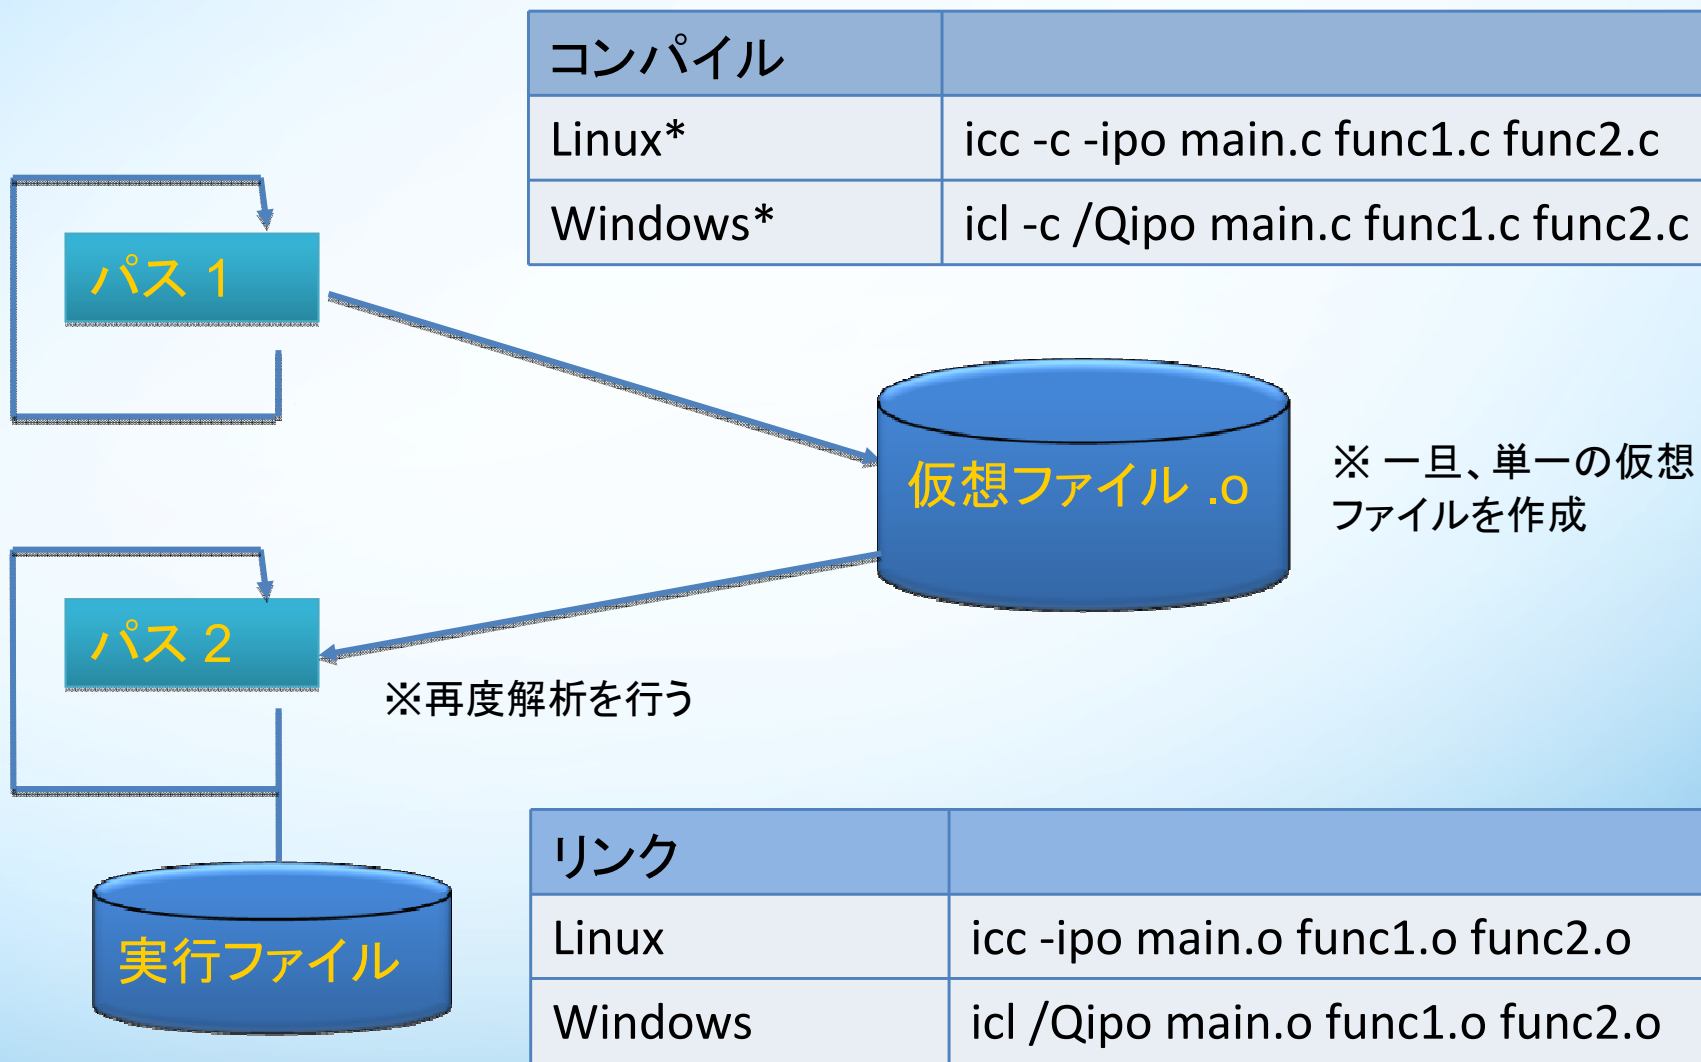 コンパイル
Linux* icc -c -ipo main.c func1.c func2.c
Windows* icl -c /Qipo main.c func1.c func2.c
パス 1
仮想ファイル .o
※ 一旦、単一の仮想
ファイルを作成
パス 2
※再度解析を行う
実行ファイル
リンク
Linux icc -ipo main.o func1.o func2.o
Windows icl /Qipo main.o func1.o func2.o